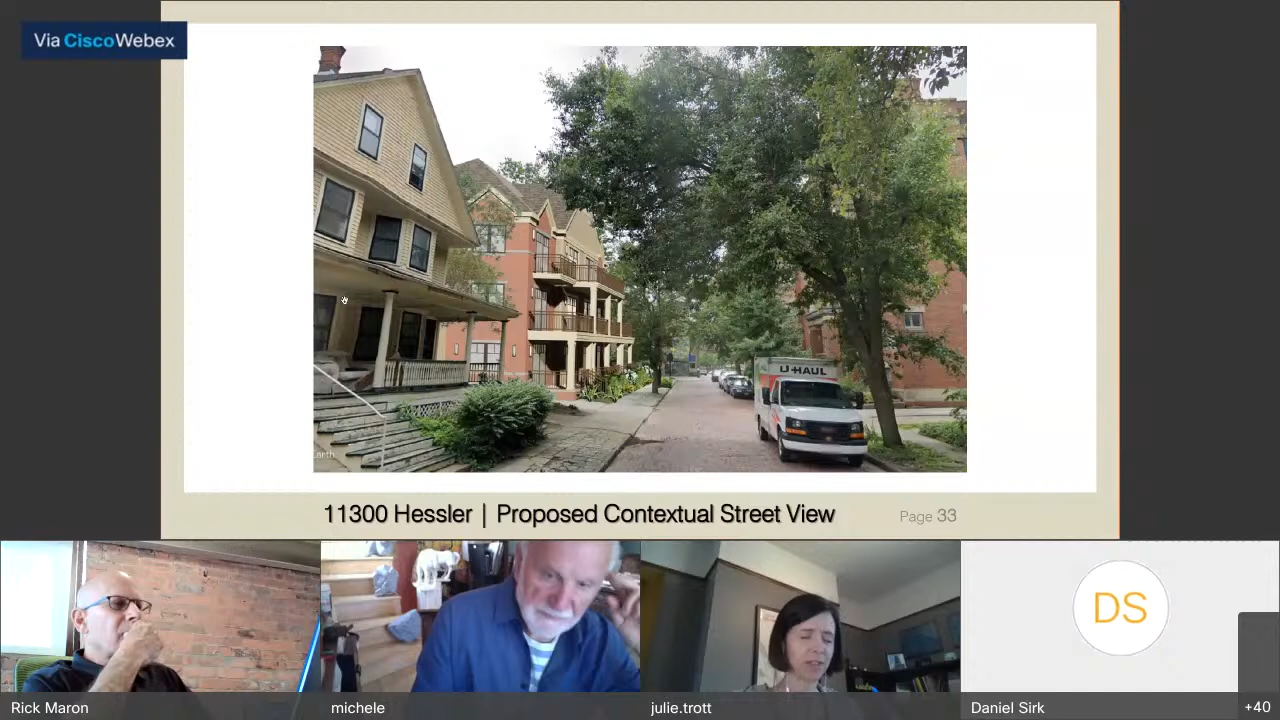 Via CiscoWebex
U-HAUL
Earth
11300 Hessler | Proposed Contextual Street View
Page 33
DS
Rick Maron
michele
julie.trott
Daniel Sirk
+40